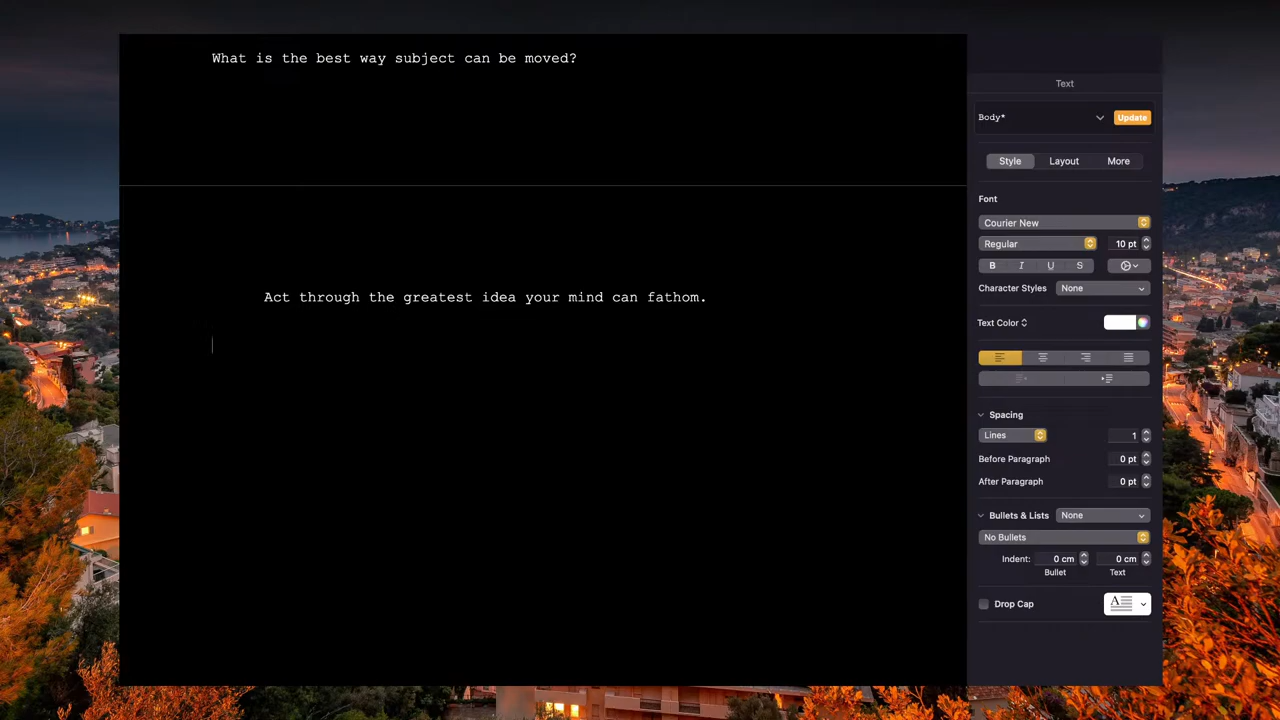 What is the best way subject can be moved?
Act through the greatest idea your mind can fathom.
Text
Body*
Update
Style
Layout
More
Font
Courier New
Regular
10 pt
B
I
U
S
Character Styles
None
Text Color
Spacing
Lines
1
Before Paragraph
0 pt
After Paragraph
0 pt
Bullets & Lists
None
No Bullets
Indent:
0 cm
0 cm
Bullet
Text
Drop Cap
A